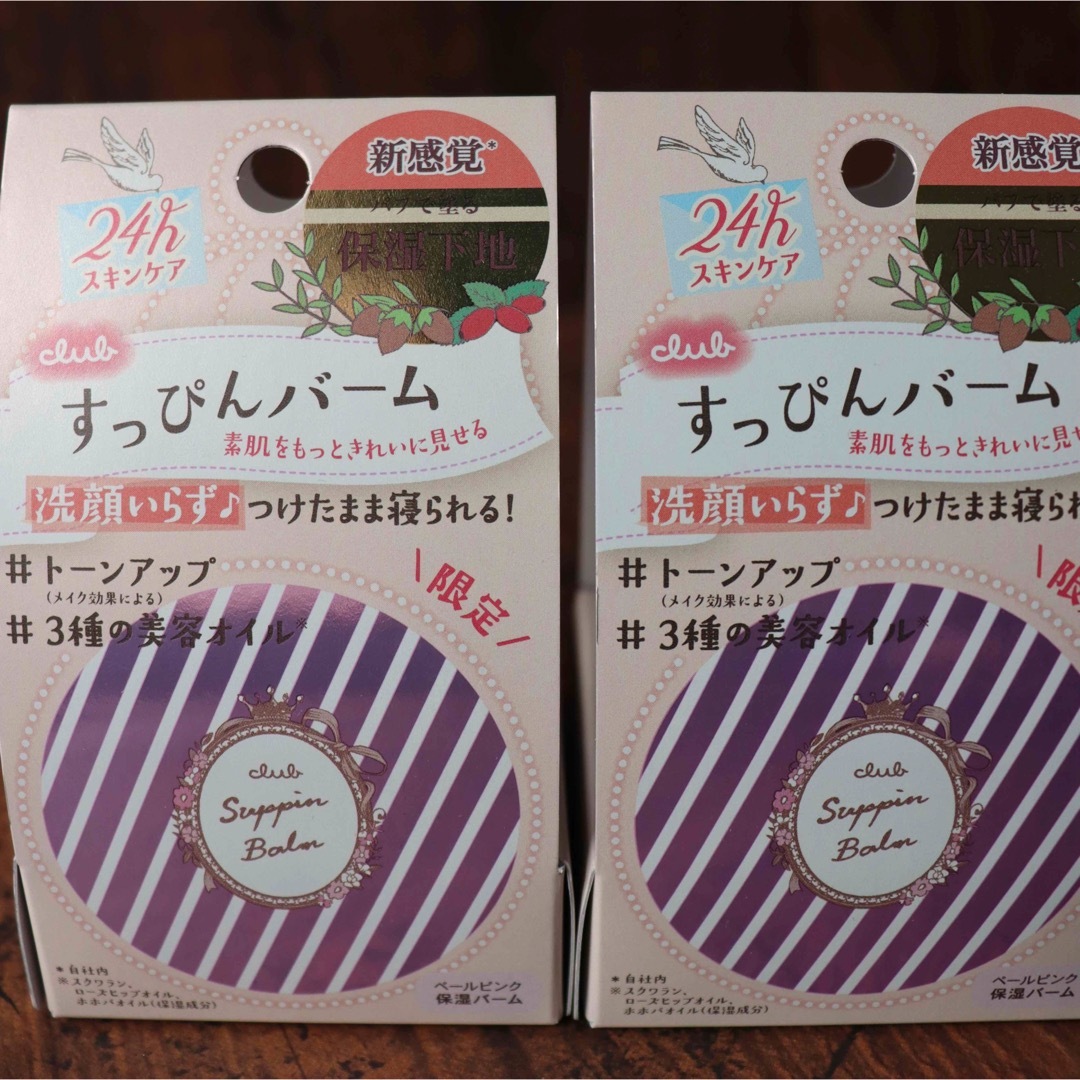 新感覚*
パフで塗る
保湿下地
24h
スキンケア
club
すっぴんバーム
素肌をもっときれいに見せる
洗顔いらず♪ つけたまま寝られる!
# トーンアップ
(メイク効果による)
# 3種の美容オイル※
\限定/
club
Suppin
Balm
*自社内
※スクワラン、
ローズヒップオイル、
ホホバオイル(保湿成分)
ペールピンク
保湿バーム
新感覚
パフで塗
保湿下
24h
スキンケア
club
すっぴんバーム
素肌をもっときれいに見せ
洗顔いらず♪ つけたまま寝ら
# トーンアップ
(メイク効果による)
# 3種の美容オイル※
\限
club
Suppin
Balm
*自社内
※スクワラン、
ローズヒップオイル、
ホホバオイル(保湿成分)
ペールピンク
保湿バーム